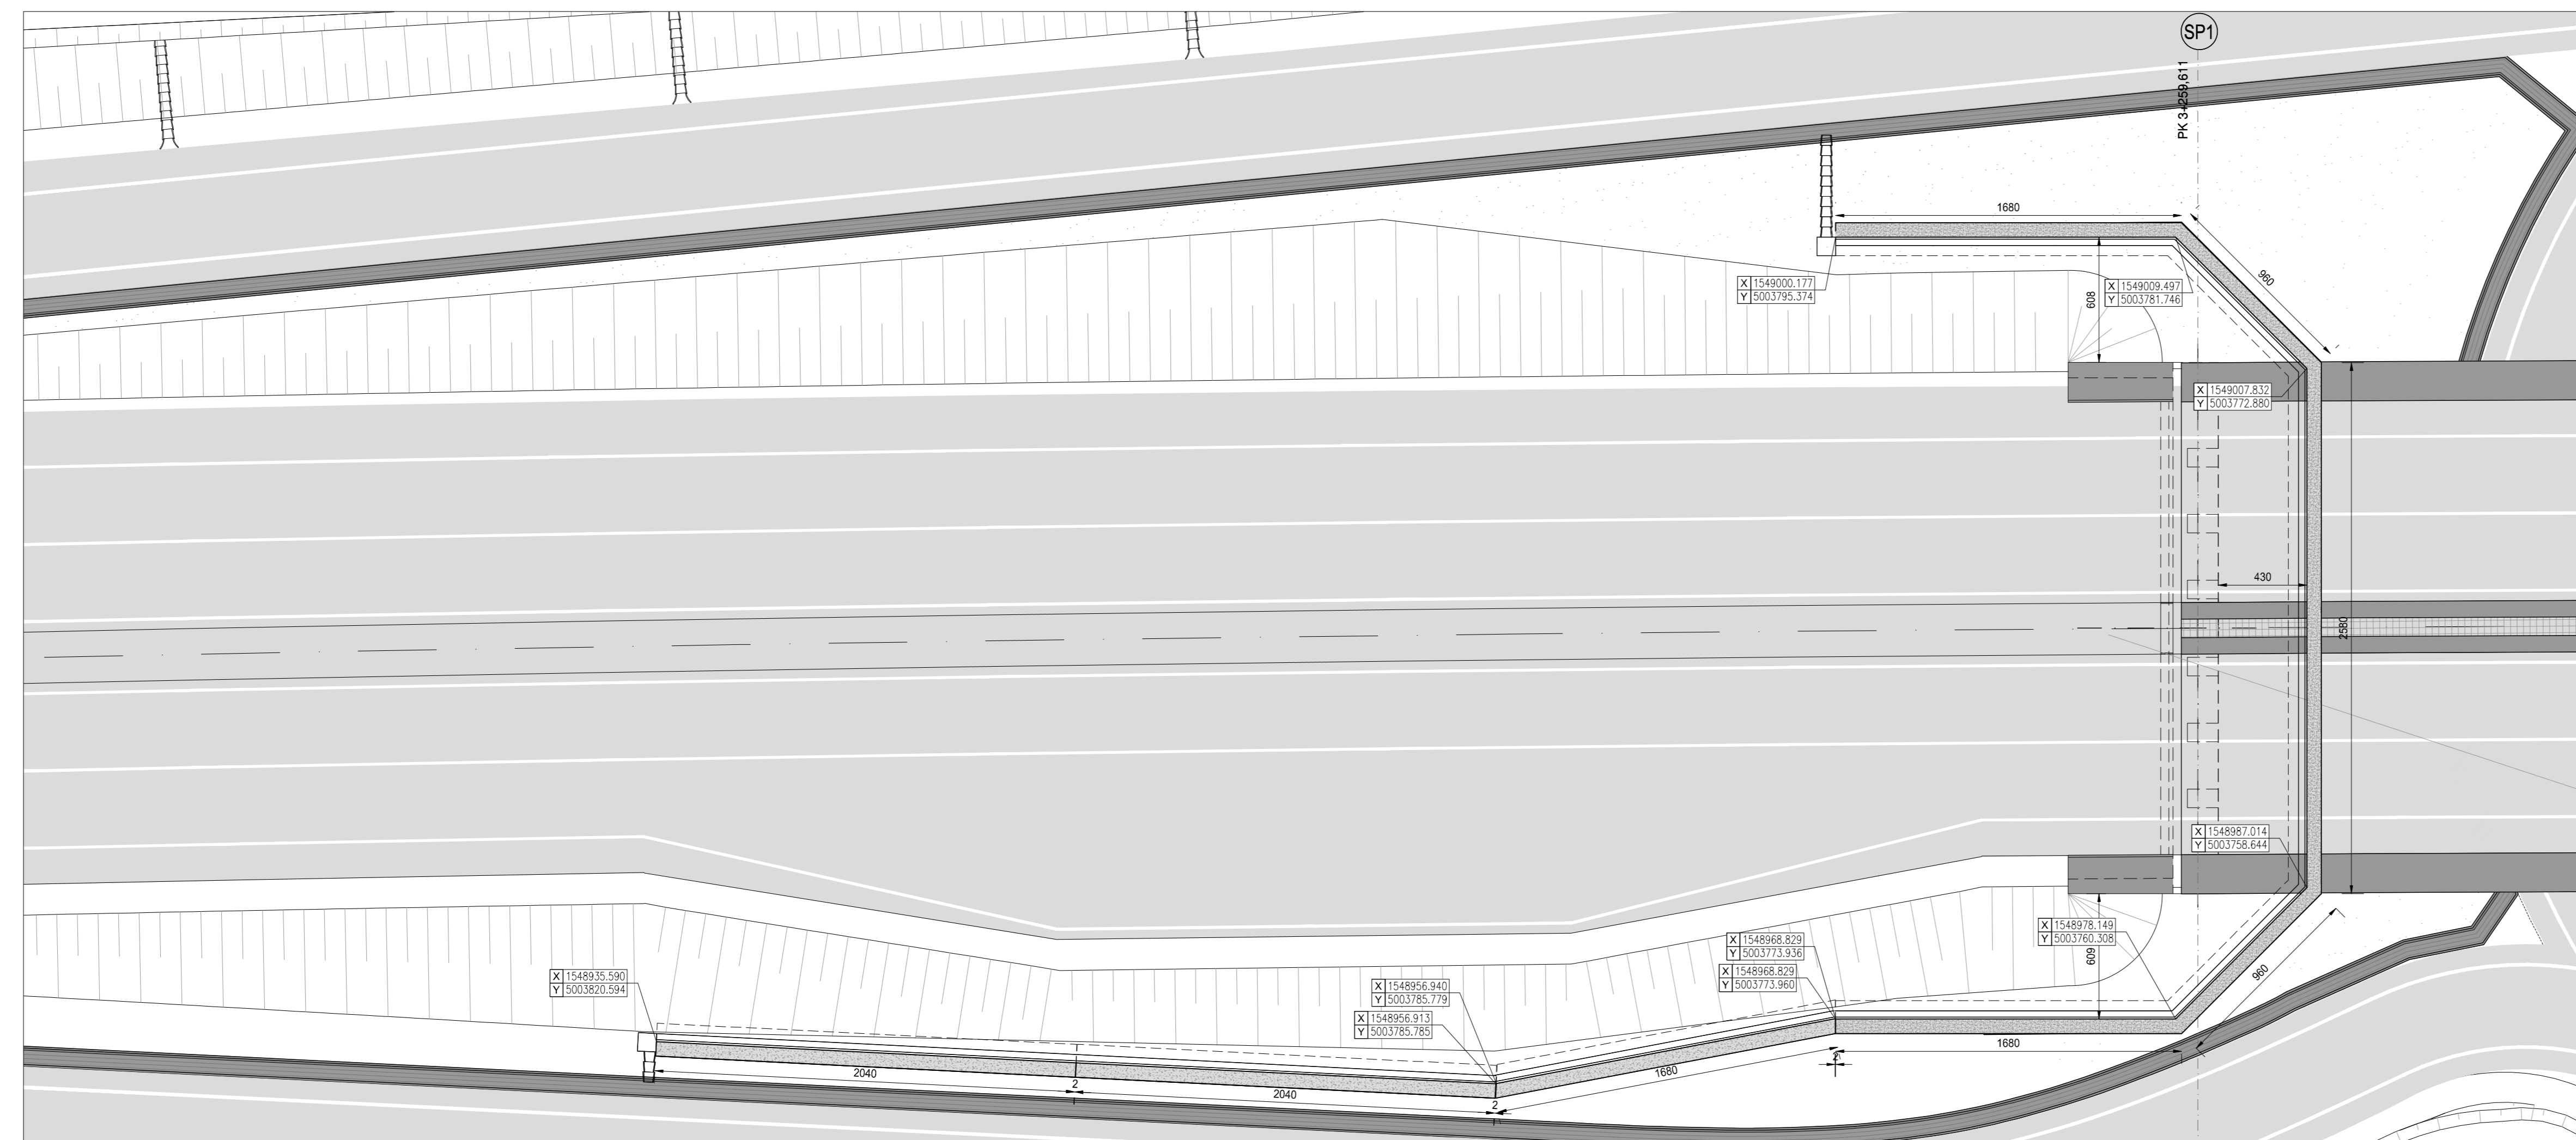 SP1
PK 3+259,611
1680
960
X 1549000.177
Y 5003795.374
608
X 1549009.497
Y 5003781.746
X 1549007.832
Y 5003772.880
430
2580
X 1548987.014
Y 5003758.644
X 1548978.149
Y 5003760.308
609
X 1548968.829
Y 5003773.936
X 1548968.829
Y 5003773.960
X 1548935.590
Y 5003820.594
X 1548956.940
Y 5003785.779
X 1548956.913
Y 5003785.785
960
1680
2
1680
2040
2
2040
2